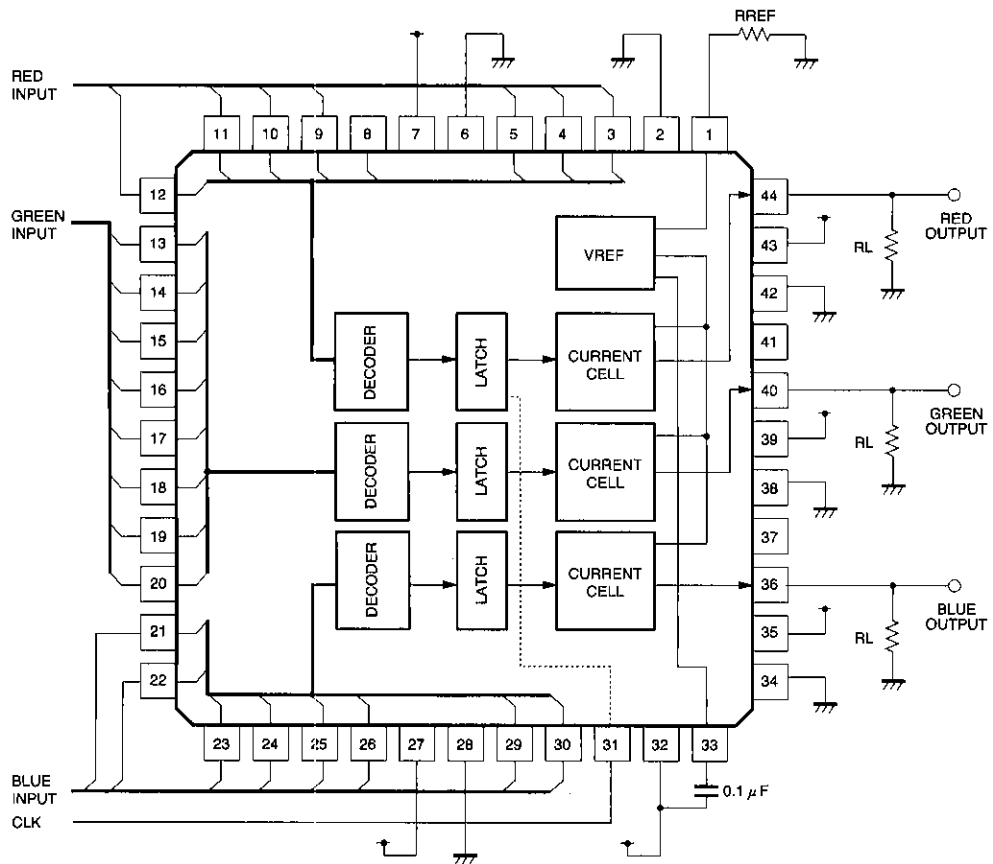 RREF
RED
INPUT
11 10 9 8 7 6 5 4 3 2 1
12 44
GREEN
INPUT
RED
OUTPUT
13 43
RL
VREF
14 42
15 41
DECODER LATCH CURRENT
CELL
16 40
GREEN
OUTPUT
17 39
RL
DECODER LATCH CURRENT
CELL
18 38
19 37
DECODER LATCH CURRENT
CELL
20 36
BLUE
OUTPUT
21 35
RL
22 34
23 24 25 26 27 28 29 30 31 32 33
BLUE
INPUT
0.1 μF
CLK